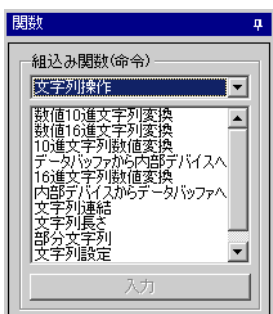 関数
組込み関数(命令)
文字列操作
数値10進文字列変換
数値16進文字列変換
10進文字列数値変換
データバッファから内部デバイスへ
16進文字列数値変換
内部デバイスからデータバッファへ
文字列連結
文字列長さ
部分文字列
文字列設定
入力